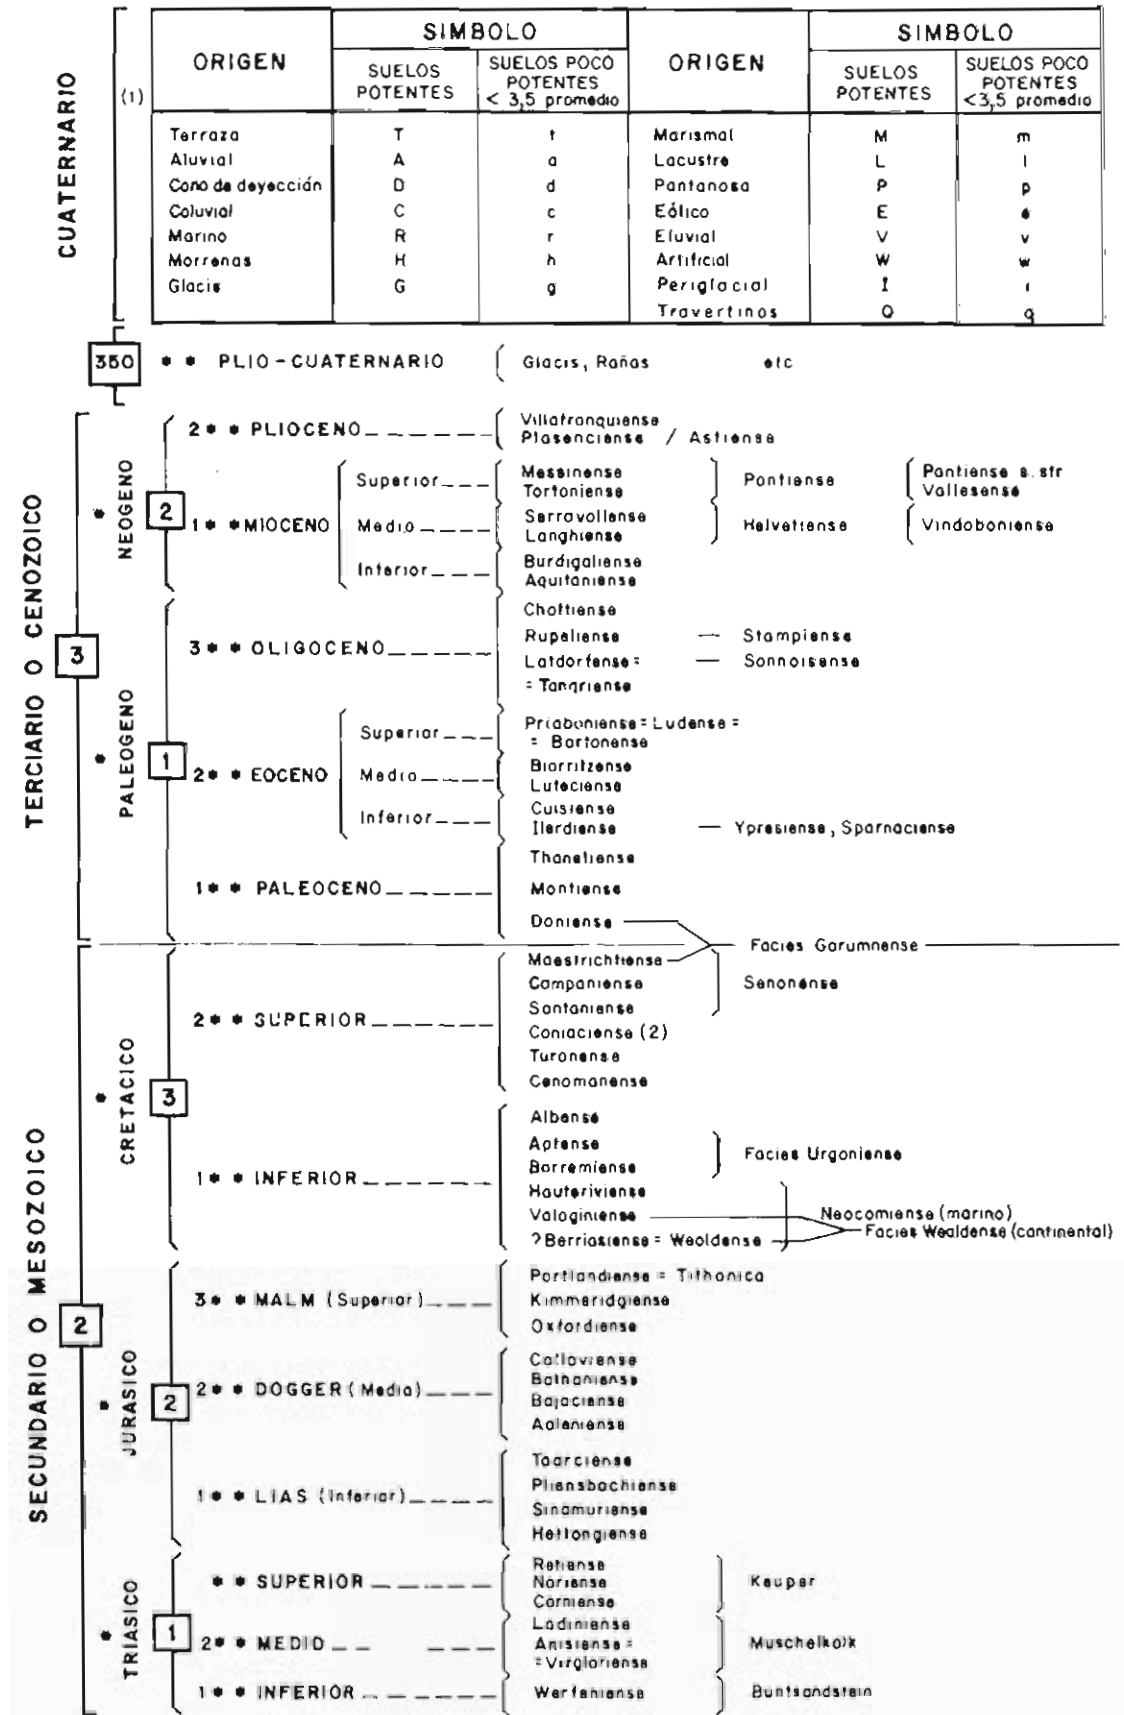 CUATERNARIO
(1)
ORIGEN SIMBOLO ORIGEN SIMBOLO
SUELOS POTENTES SUELOS POCO POTENTES < 3,5 promedio SUELOS POTENTES SUELOS POCO POTENTES <3,5 promedio
Terraza T t Marismal M m
Aluvial A a Lacustre L l
Cono de deyección D d Pantanosa P p
Coluvial C c Eólico E e
Marino R r Eluvial V v
Morrenas H h Artificial W w
Glacis G g Periglacial I i
Travertinos Q q
350 * * PLIO-CUATERNARIO Glacis, Rañas etc
TERCIARIO O CENOZOICO
3
* NEOGENO
2
2 * * PLIOCENO Villafranquiense
Plasenciense / Astiense
1 * * MIOCENO
Superior Messinense
Tortoniense
Pontiense
Pontiense s. str
Vallesense
Medio Serravollense
Langhiense
Helvetiense
Vindoboniense
Inferior Burdigaliense
Aquitaniense
* PALEOGENO
1
3 * * OLIGOCENO
Chattiense
Rupeliense — Stampiense
Latdorfense = — Sannoisense
= Tongriense
2 * * EOCENO
Superior Priaboniense = Ludense =
= Bartonense
Medio Biarritzense
Luteciense
Inferior Cuisiense
Ilerdiense — Ypresiense, Sparnaciense
1 * * PALEOCENO
Thanetiense
Montiense
Doniense
Facies Garumnense
SECUNDARIO O MESOZOICO
2
* CRETACICO
3
2 * * SUPERIOR
Maestrichtiense
Campaniense
Santoniense
Senonense
Coniaciense (2)
Turonense
Cenomanense
1 * * INFERIOR
Albense
Aptense
Barremiense
Facies Urgoniense
Hauteriviense
Valoginiense
? Berriasiense = Wealdense
Neocomiense (marino)
Facies Wealdense (continental)
* JURASICO
2
3 * * MALM (Superior)
Portlandiense = Tithonica
Kimmeridgiense
Oxfordiense
2 * * DOGGER (Medio)
Calloviense
Bathoniense
Bajociense
Aaleniense
1 * * LIAS (Inferior)
Toarciense
Pliensbachiense
Sinemuriense
Hettangiense
* TRIASICO
1
* * SUPERIOR
Retiense
Noriense
Carniense
Keuper
2 * * MEDIO
Ladiniense
Anisiense =
= Virgloriense
Muschelkalk
1 * * INFERIOR Werfeniense Buntsandstein